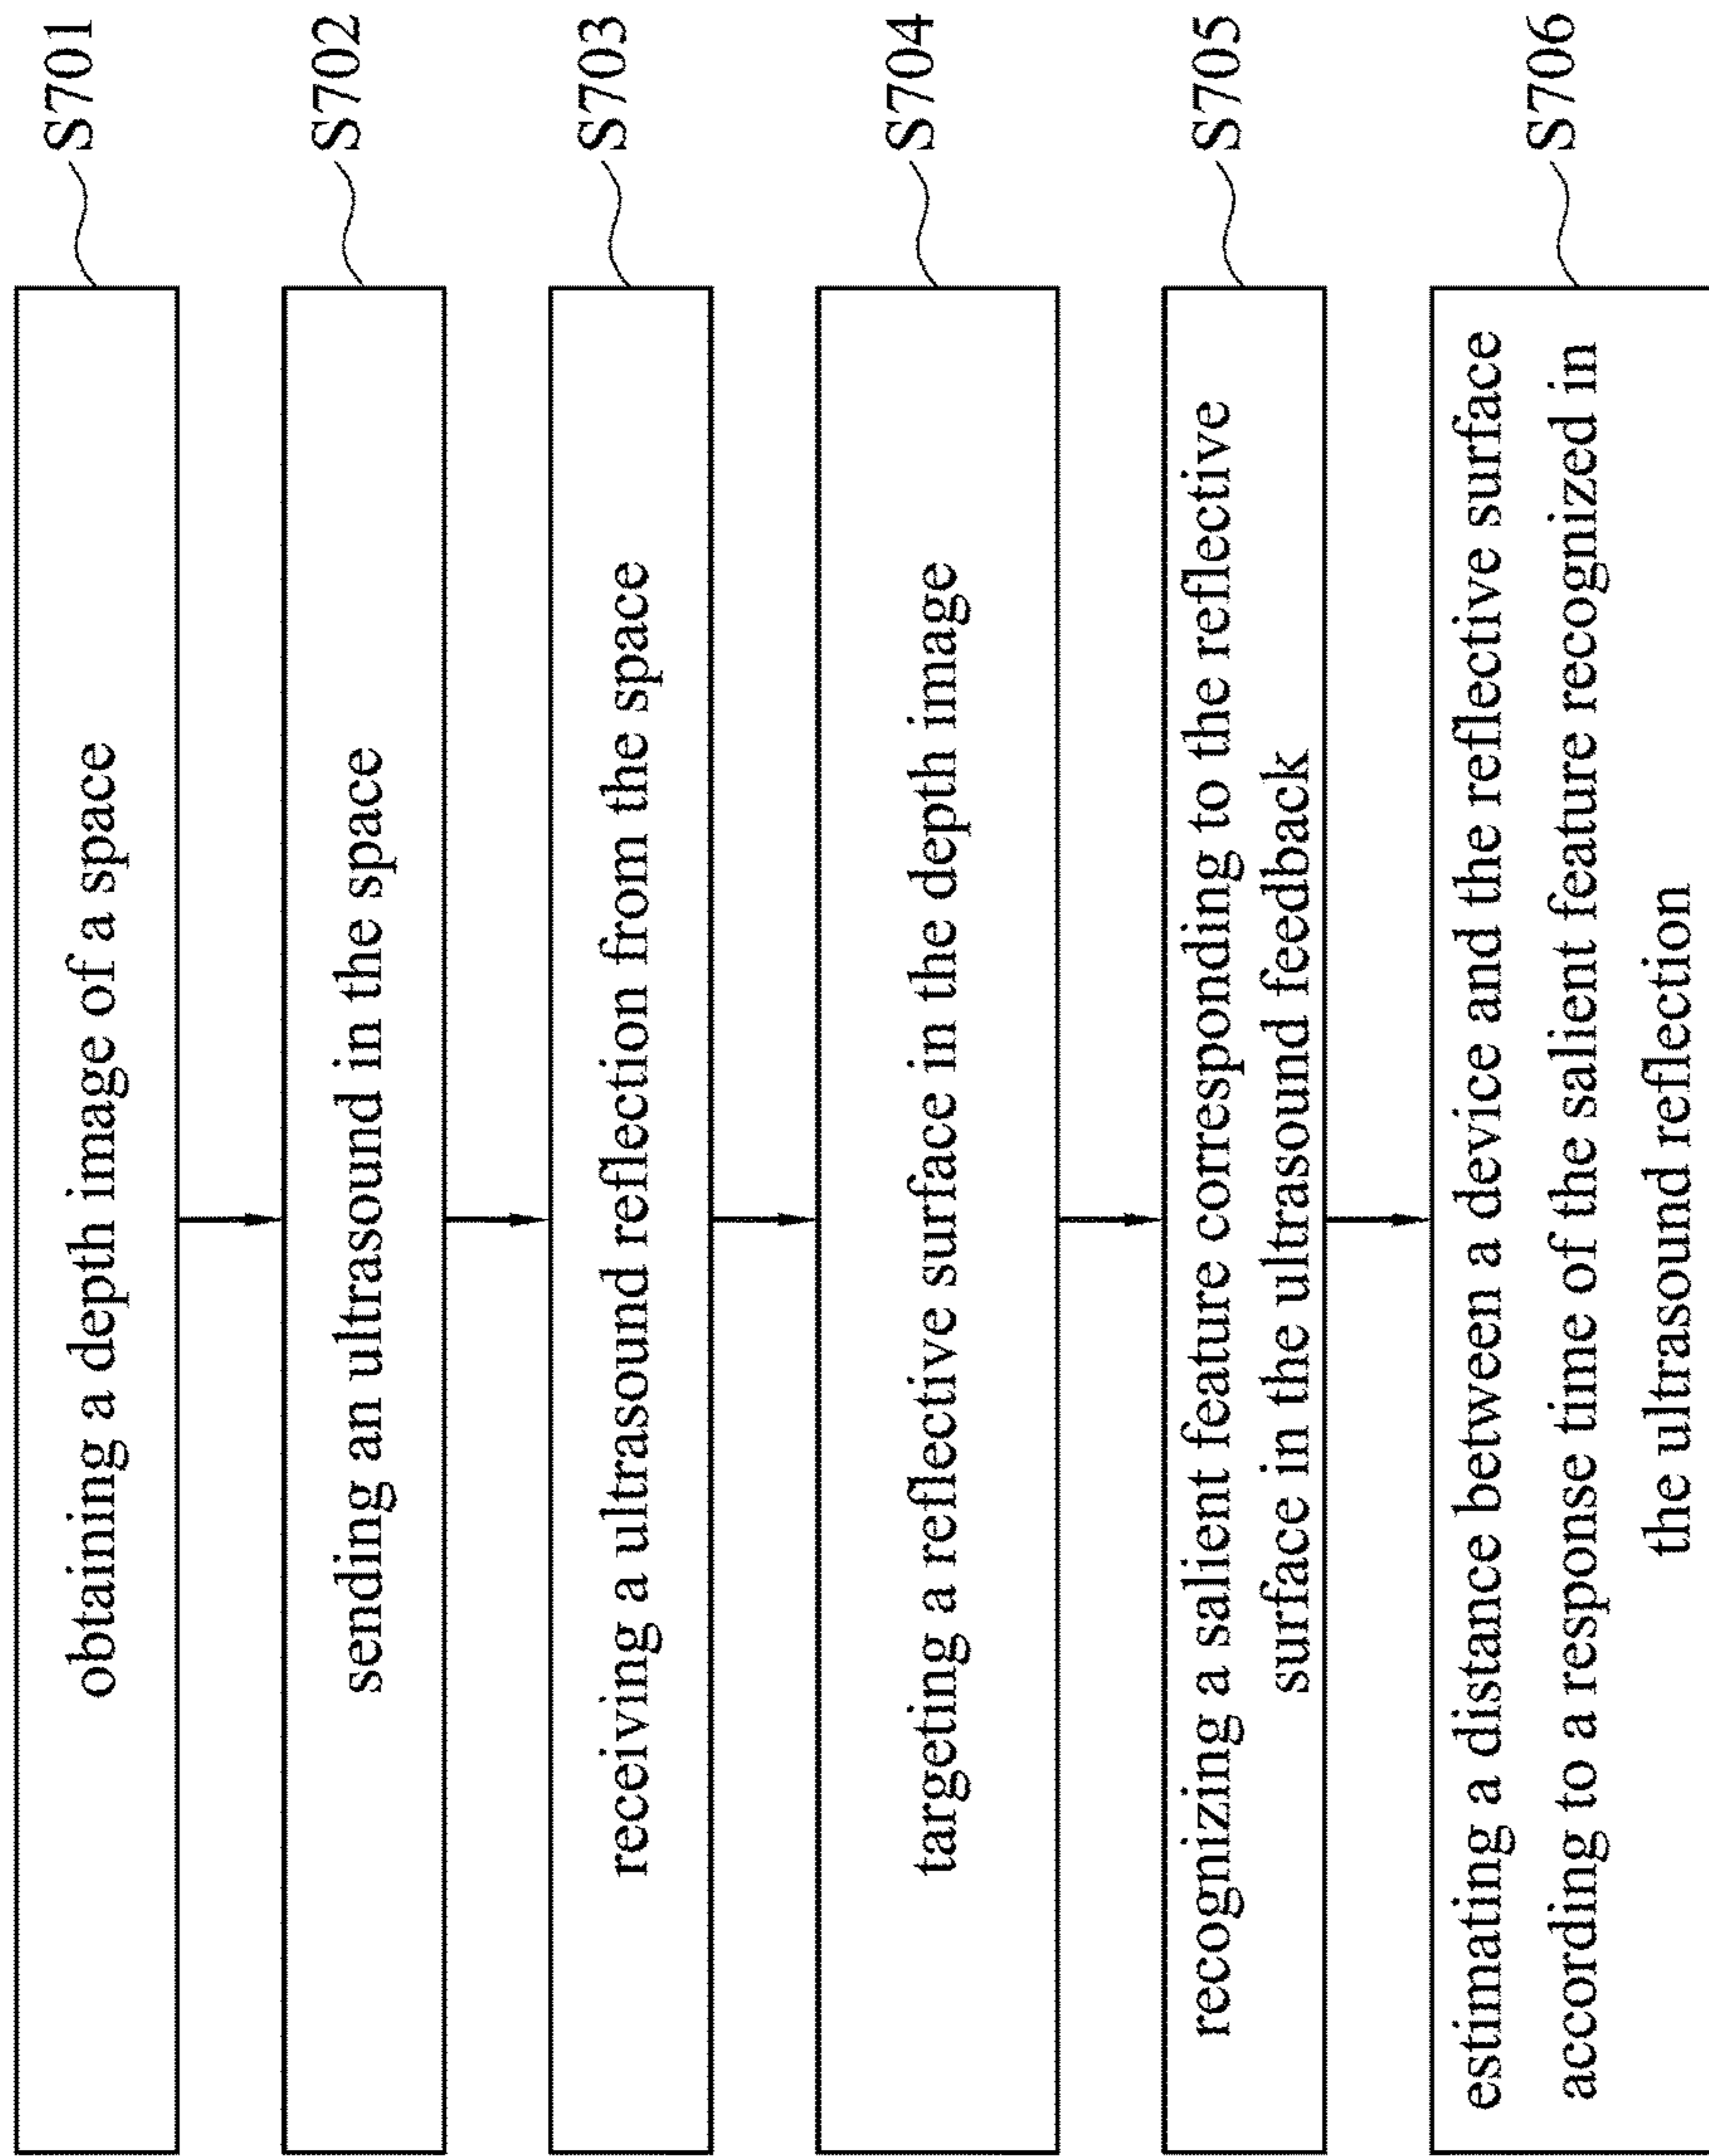 obtaining a depth image of a space
S701
sending an ultrasound in the space
S702
receiving a ultrasound reflection from the space
S703
targeting a reflective surface in the depth image
S704
recognizing a salient feature corresponding to the reflective
surface in the ultrasound feedback
S705
estimating a distance between a device and the reflective surface
according to a response time of the salient feature recognized in
the ultrasound reflection
S706